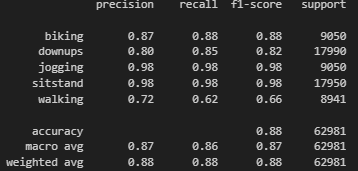 precision recall f1-score support
biking 0.87 0.88 0.88 9050
downups 0.80 0.85 0.82 17990
jogging 0.98 0.98 0.98 9050
sitstand 0.98 0.98 0.98 17950
walking 0.72 0.62 0.66 8941
accuracy 0.88 62981
macro avg 0.87 0.86 0.87 62981
weighted avg 0.88 0.88 0.88 62981